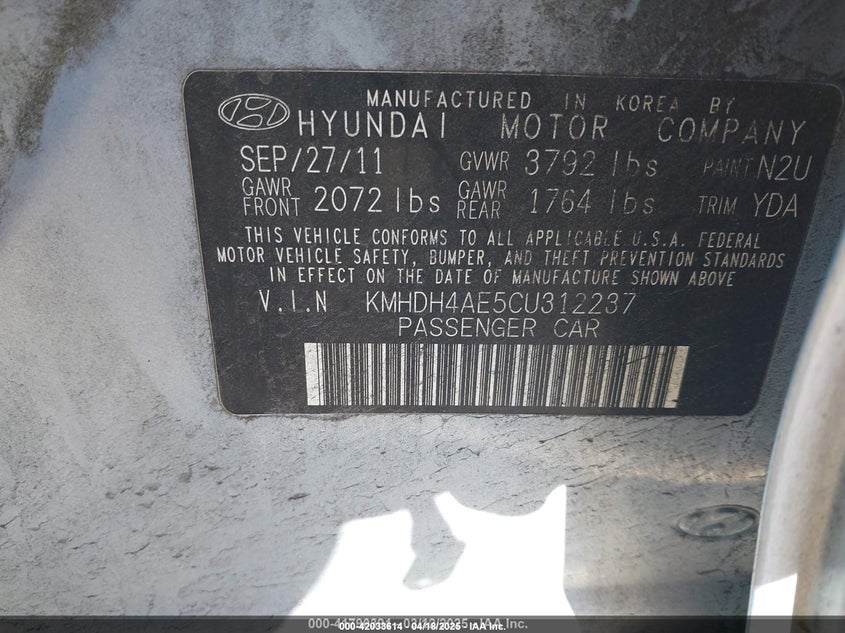 MANUFACTURED IN KOREA BY
HYUNDAI MOTOR COMPANY
SEP/27/11 GVWR 3792 lbs PAINT N2U
GAWR FRONT 2072 lbs GAWR REAR 1764 lbs TRIM YDA
THIS VEHICLE CONFORMS TO ALL APPLICABLE U.S.A. FEDERAL
MOTOR VEHICLE SAFETY, BUMPER, AND THEFT PREVENTION STANDARDS
IN EFFECT ON THE DATE OF MANUFACTURE SHOWN ABOVE
V.I.N KMHDH4AE5CU312237
PASSENGER CAR
000-42033614 - 04/18/2025 - 000